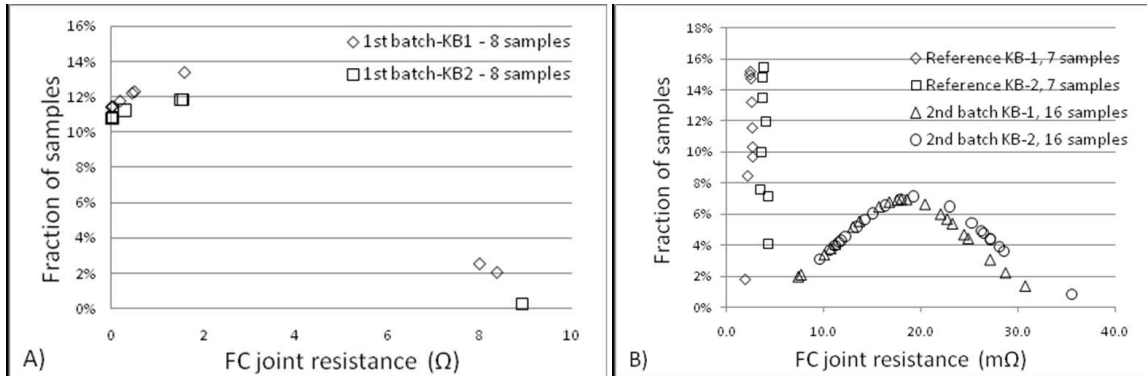 16%
14%
12%
10%
8%
6%
4%
2%
0%
Fraction of samples
1st batch-KB1 - 8 samples
1st batch-KB2 - 8 samples
0 2 4 6 8 10
A) FC joint resistance (Ω)
18%
16%
14%
12%
10%
8%
6%
4%
2%
0%
Fraction of samples
Reference KB-1, 7 samples
Reference KB-2, 7 samples
2nd batch KB-1, 16 samples
2nd batch KB-2, 16 samples
0.0 10.0 20.0 30.0 40.0
B) FC joint resistance (mΩ)